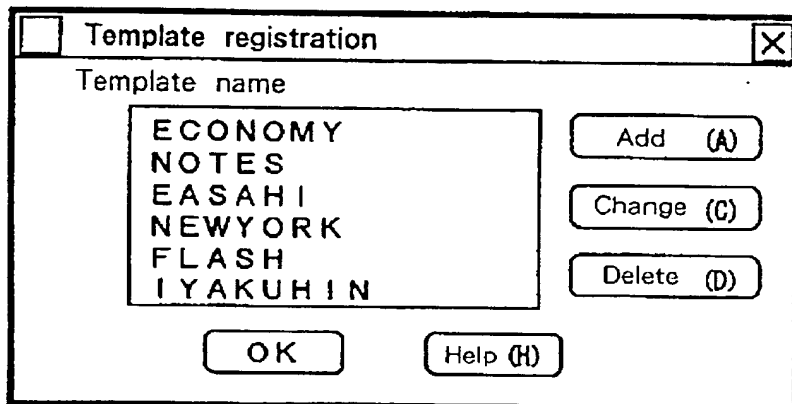 Template registration
Template name
ECONOMY
NOTES
EASAHI
NEWYORK
FLASH
IYAKUHIN
Add (A)
Change (C)
Delete (D)
OK
Help (H)